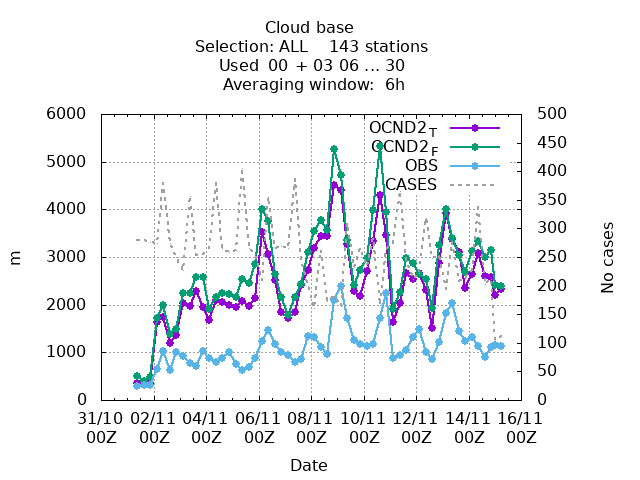 Cloud base
Selection: ALL 143 stations
Used 00 + 03 06 ... 30
Averaging window: 6h
6000
5000
4000
3000
2000
1000
0
m
500
450
400
350
300
250
200
150
100
50
0
No cases
OCND2T
OCND2F
OBS
CASES
31/10 02/11 04/11 06/11 08/11 10/11 12/11 14/11 16/11
00Z 00Z 00Z 00Z 00Z 00Z 00Z 00Z 00Z
Date